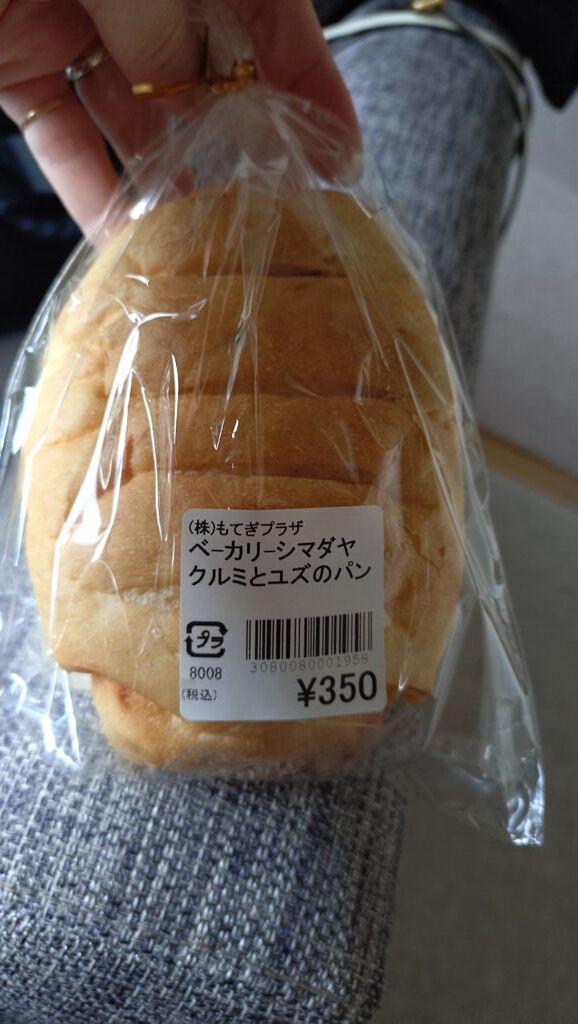 (株)もてぎプラザ
ベーカリーシマダヤ
クルミとユズのパン
プラ
3080080001958
8008
(税込)
¥350